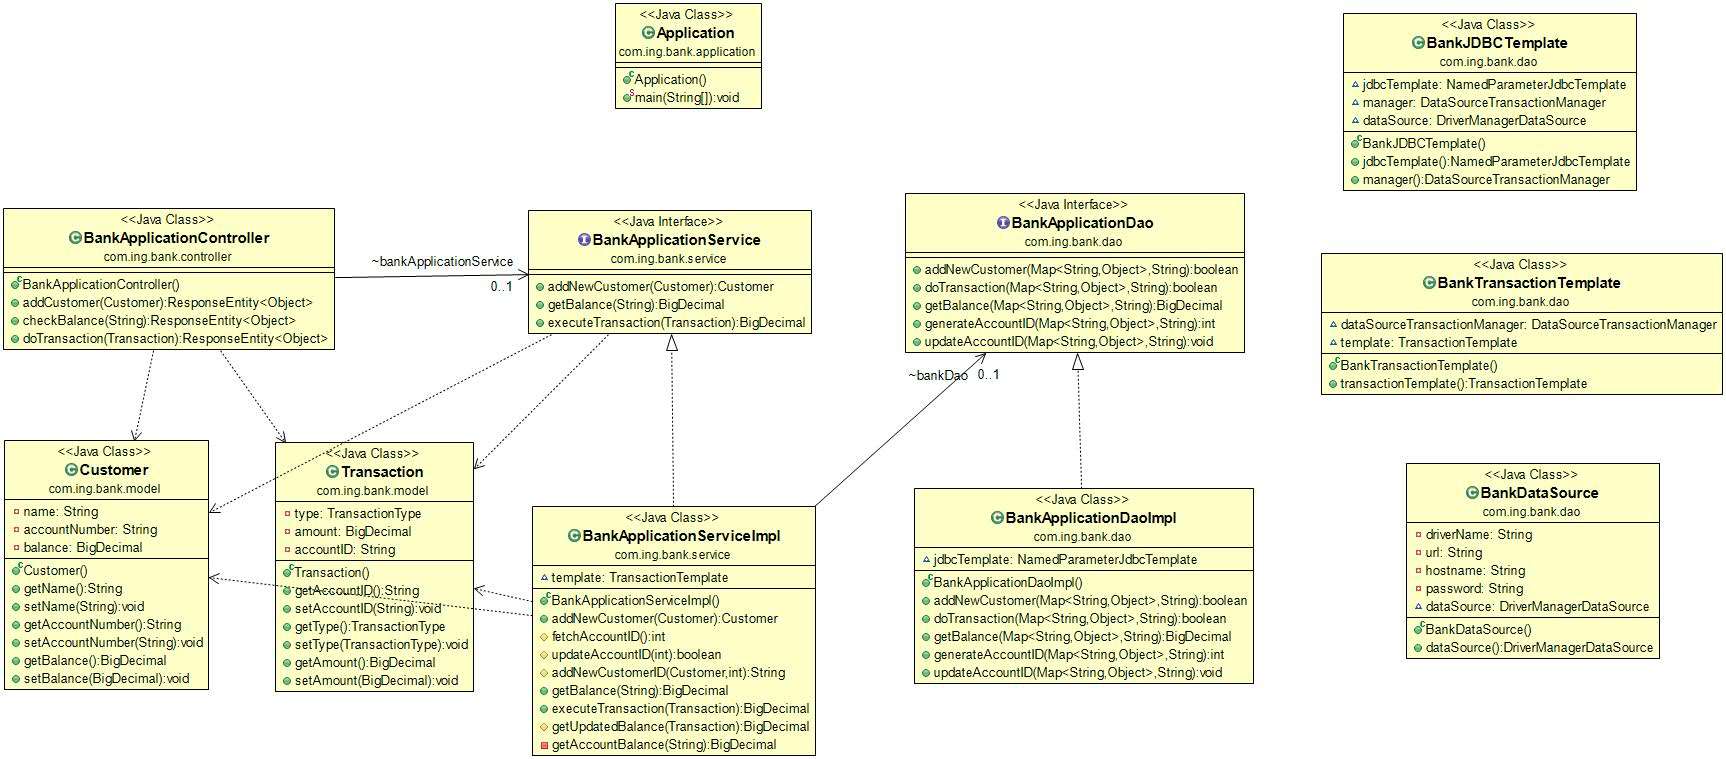 <<Java Class>>
Application
com.ing.bank.application
Application()
main(String[]):void
<<Java Class>>
BankJDBCTemplate
com.ing.bank.dao
jdbcTemplate: NamedParameterJdbcTemplate
manager: DataSourceTransactionManager
dataSource: DriverManagerDataSource
BankJDBCTemplate()
jdbcTemplate():NamedParameterJdbcTemplate
manager():DataSourceTransactionManager
<<Java Class>>
BankApplicationController
com.ing.bank.controller
BankApplicationController()
addCustomer(Customer):ResponseEntity<Object>
checkBalance(String):ResponseEntity<Object>
doTransaction(Transaction):ResponseEntity<Object>
~bankApplicationService
0..1
<<Java Interface>>
BankApplicationService
com.ing.bank.service
addNewCustomer(Customer):Customer
getBalance(String):BigDecimal
executeTransaction(Transaction):BigDecimal
<<Java Interface>>
BankApplicationDao
com.ing.bank.dao
addNewCustomer(Map<String,Object>,String):boolean
doTransaction(Map<String,Object>,String):boolean
getBalance(Map<String,Object>,String):BigDecimal
generateAccountID(Map<String,Object>,String):int
updateAccountID(Map<String,Object>,String):void
~bankDao
0..1
<<Java Class>>
BankTransactionTemplate
com.ing.bank.dao
dataSourceTransactionManager: DataSourceTransactionManager
template: TransactionTemplate
BankTransactionTemplate()
transactionTemplate():TransactionTemplate
<<Java Class>>
Customer
com.ing.bank.model
name: String
accountNumber: String
balance: BigDecimal
Customer()
getName():String
setName(String):void
getAccountNumber():String
setAccountNumber(String):void
getBalance():BigDecimal
setBalance(BigDecimal):void
<<Java Class>>
Transaction
com.ing.bank.model
type: TransactionType
amount: BigDecimal
accountID: String
Transaction()
getAccountID():String
setAccountID(String):void
getType():TransactionType
setType(TransactionType):void
getAmount():BigDecimal
setAmount(BigDecimal):void
<<Java Class>>
BankApplicationServiceImpl
com.ing.bank.service
template: TransactionTemplate
BankApplicationServiceImpl()
addNewCustomer(Customer):Customer
fetchAccountID():int
updateAccountID(int):boolean
addNewCustomerID(Customer,int):String
getBalance(String):BigDecimal
executeTransaction(Transaction):BigDecimal
getUpdatedBalance(Transaction):BigDecimal
getAccountBalance(String):BigDecimal
<<Java Class>>
BankApplicationDaoImpl
com.ing.bank.dao
jdbcTemplate: NamedParameterJdbcTemplate
BankApplicationDaoImpl()
addNewCustomer(Map<String,Object>,String):boolean
doTransaction(Map<String,Object>,String):boolean
getBalance(Map<String,Object>,String):BigDecimal
generateAccountID(Map<String,Object>,String):int
updateAccountID(Map<String,Object>,String):void
<<Java Class>>
BankDataSource
com.ing.bank.dao
driverName: String
url: String
hostname: String
password: String
dataSource: DriverManagerDataSource
BankDataSource()
dataSource():DriverManagerDataSource